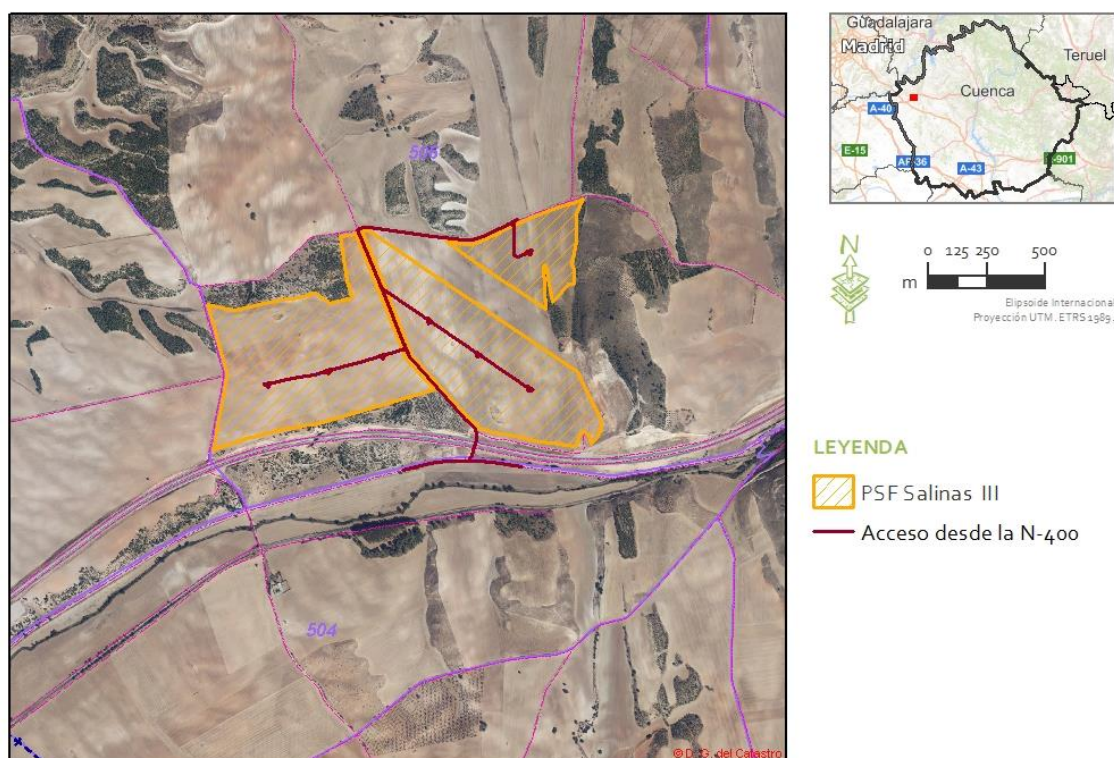 506
504
© D. G. del Catastro
Guadalajara
Madrid
Teruel
Cuenca
A-40
E-15
A-43
N
0 125 250 500
m
Elipsoide Internacional
Proyección UTM. ETRS 1989.
LEYENDA
PSF Salinas III
Acceso desde la N-400